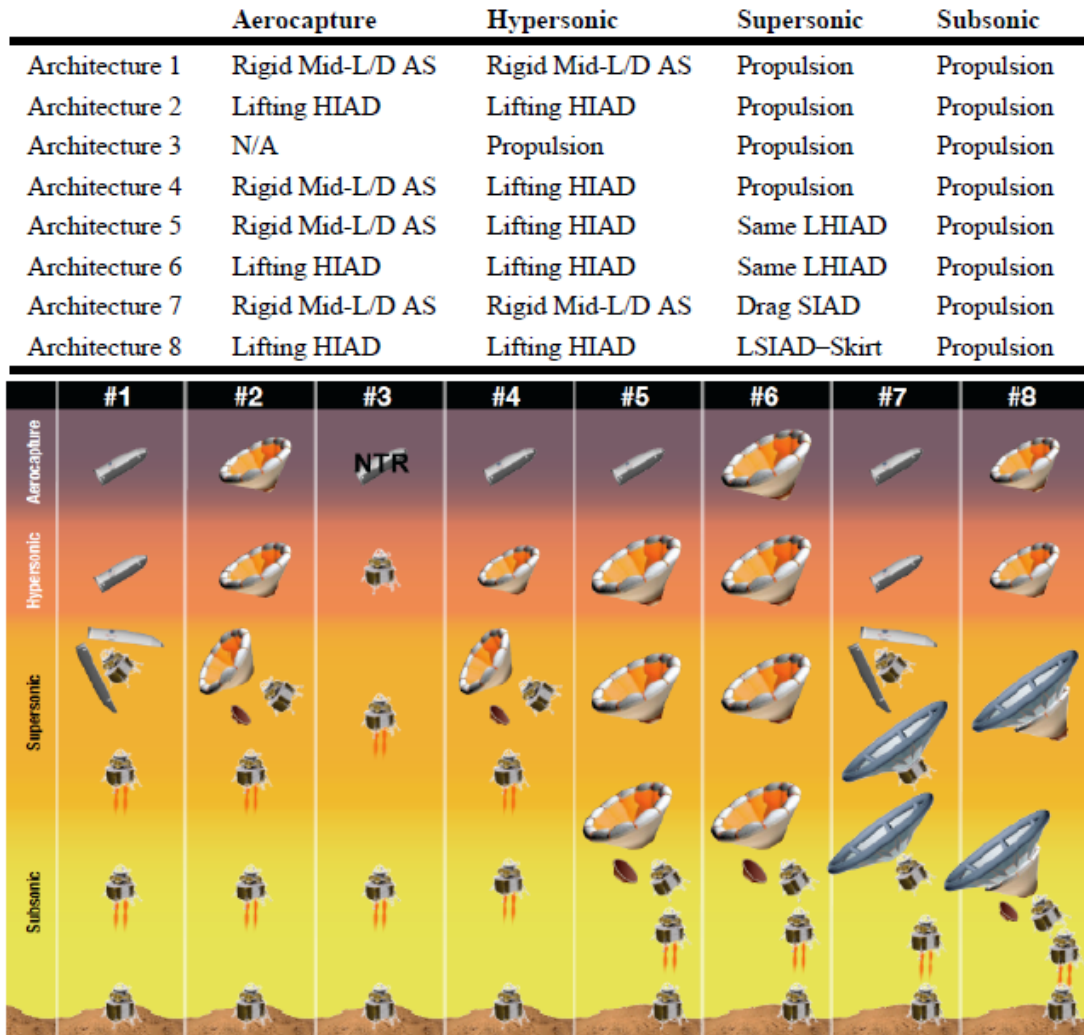 Aerocapture Hypersonic Supersonic Subsonic
Architecture 1 Rigid Mid-L/D AS Rigid Mid-L/D AS Propulsion Propulsion
Architecture 2 Lifting HIAD Lifting HIAD Propulsion Propulsion
Architecture 3 N/A Propulsion Propulsion Propulsion
Architecture 4 Rigid Mid-L/D AS Lifting HIAD Propulsion Propulsion
Architecture 5 Rigid Mid-L/D AS Lifting HIAD Same LHIAD Propulsion
Architecture 6 Lifting HIAD Lifting HIAD Same LHIAD Propulsion
Architecture 7 Rigid Mid-L/D AS Rigid Mid-L/D AS Drag SIAD Propulsion
Architecture 8 Lifting HIAD Lifting HIAD LSIAD–Skirt Propulsion
#1 #2 #3 #4 #5 #6 #7 #8
Aerocapture
NTR
Hypersonic
Supersonic
Subsonic